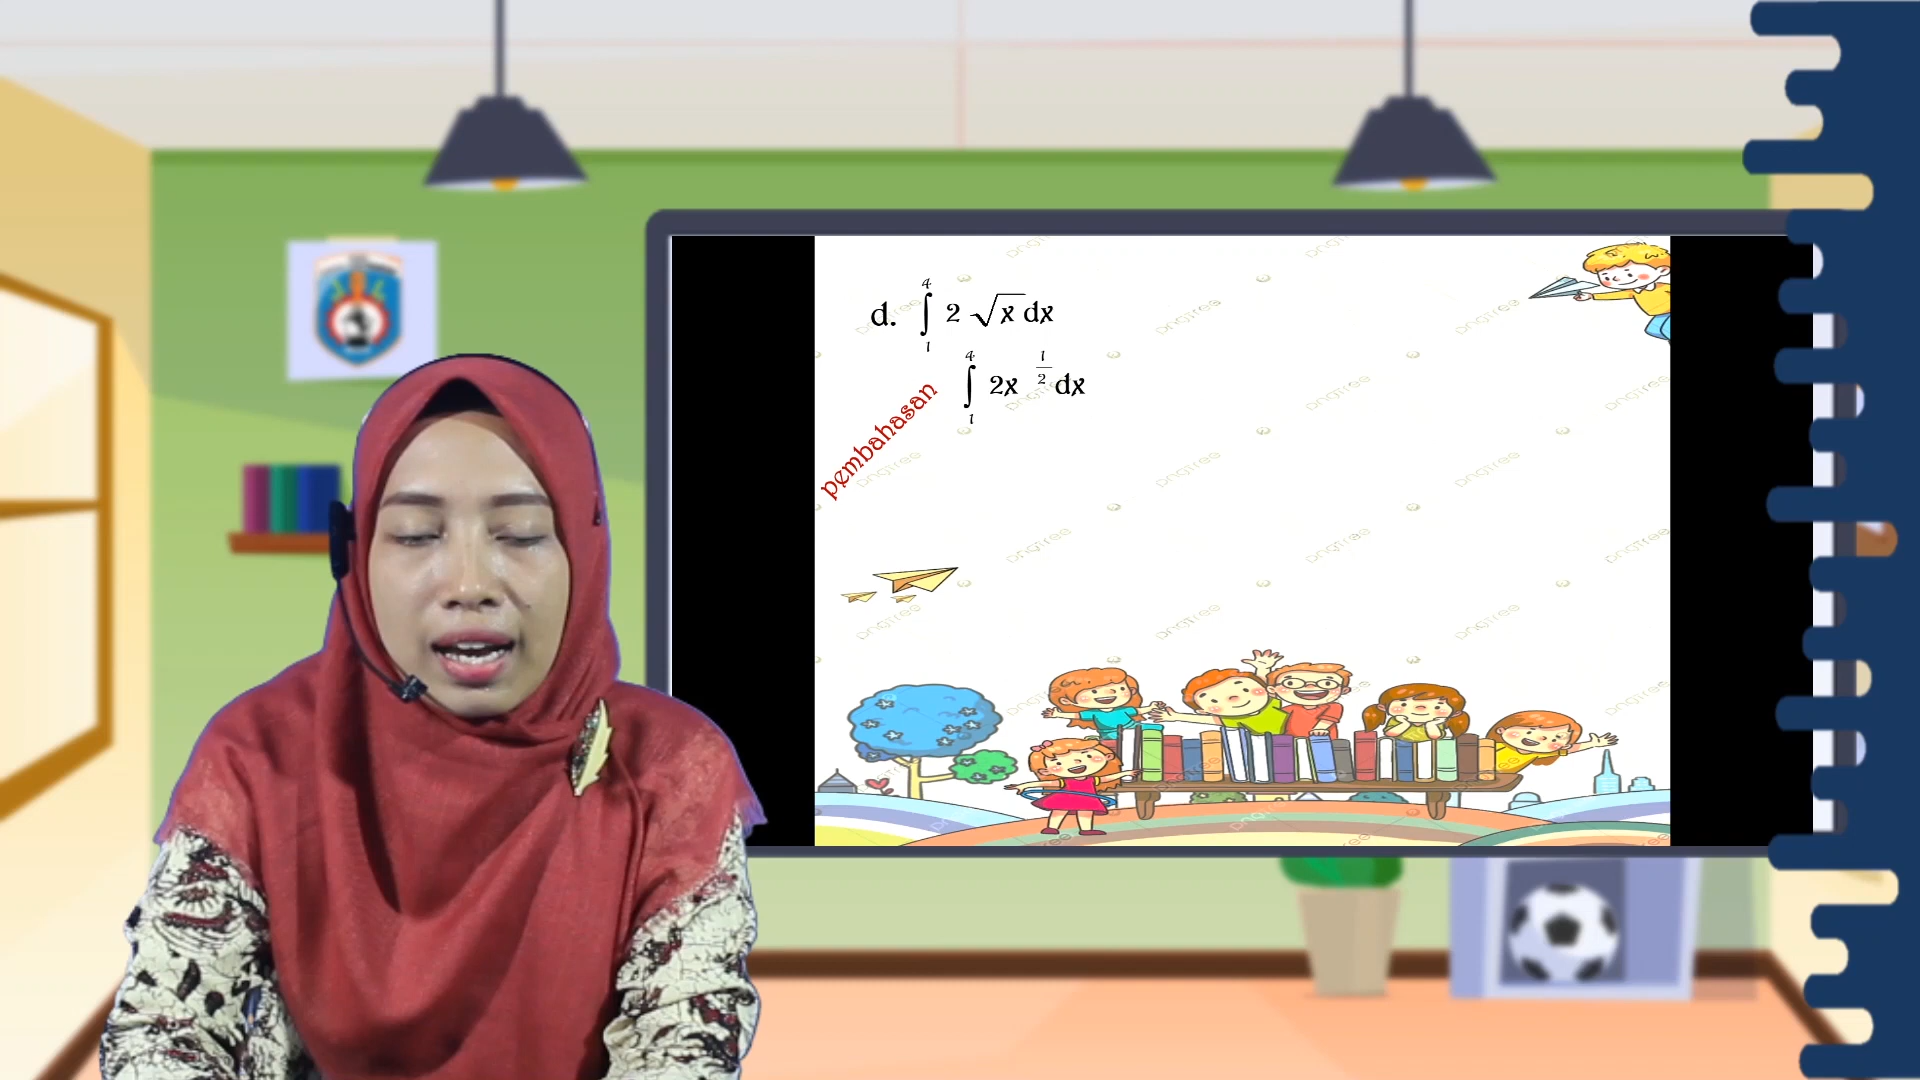 d. ∫₁⁴ 2 √x dx
∫₁⁴ 2x^(1/2) dx
pembahasan